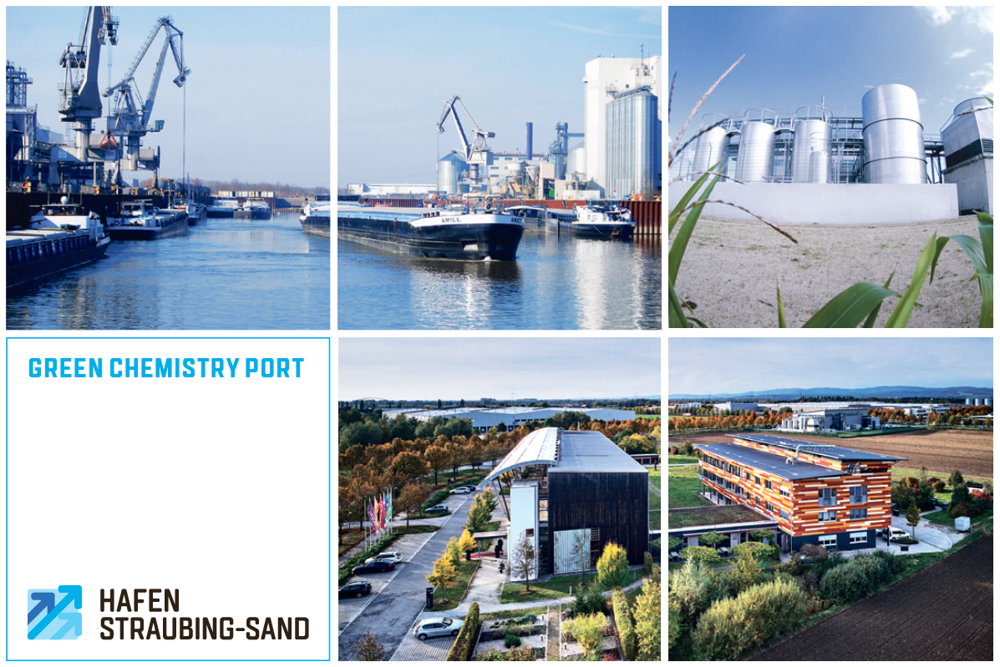 AMICE
GREEN CHEMISTRY PORT
HAFEN
STRAUBING-SAND